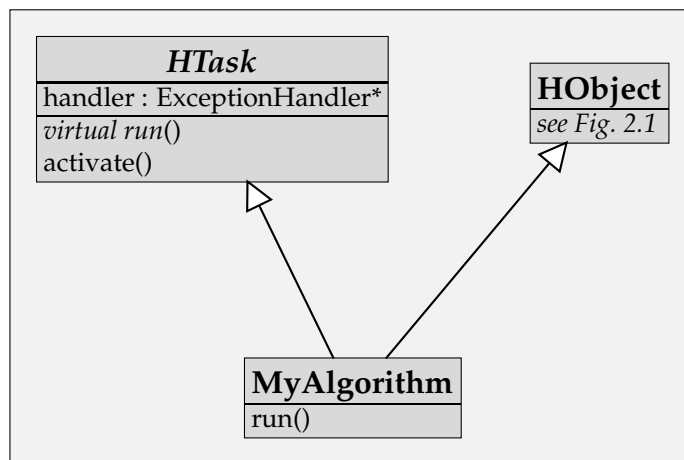 HTask
handler : ExceptionHandler*
virtual run()
activate()
HObject
see Fig. 2.1
MyAlgorithm
run()